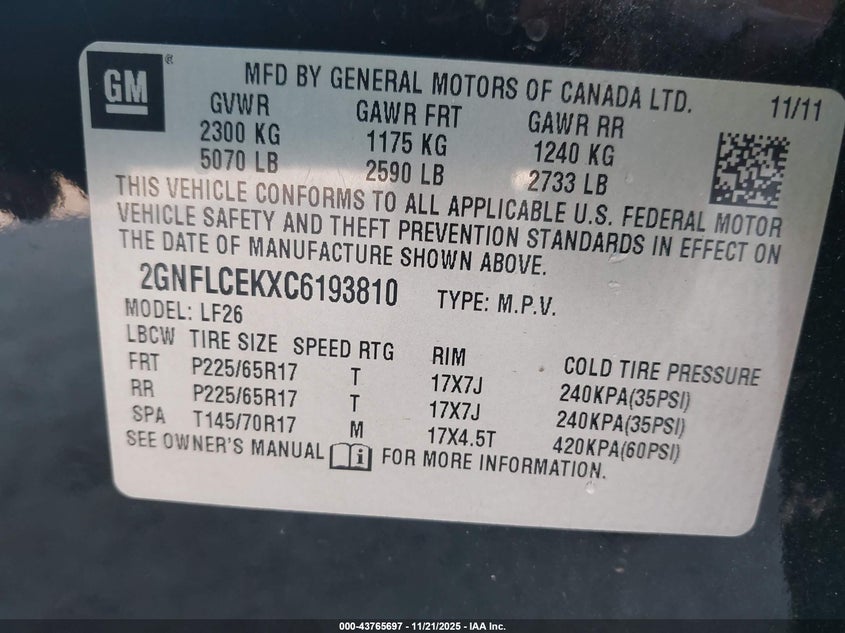 GM®
MFD BY GENERAL MOTORS OF CANADA LTD. 11/11
GVWR GAWR FRT GAWR RR
2300 KG 1175 KG 1240 KG
5070 LB 2590 LB 2733 LB
THIS VEHICLE CONFORMS TO ALL APPLICABLE U.S. FEDERAL MOTOR
VEHICLE SAFETY AND THEFT PREVENTION STANDARDS IN EFFECT ON
THE DATE OF MANUFACTURE SHOWN ABOVE.
2GNFLCEKXC6193810 TYPE: M.P.V.
MODEL: LF26
LBCW TIRE SIZE SPEED RTG RIM COLD TIRE PRESSURE
FRT P225/65R17 T 17X7J 240KPA(35PSI)
RR P225/65R17 T 17X7J 240KPA(35PSI)
SPA T145/70R17 M 17X4.5T 420KPA(60PSI)
SEE OWNER'S MANUAL i FOR MORE INFORMATION.
000-43765697 - 11/21/2025 - IAA Inc.